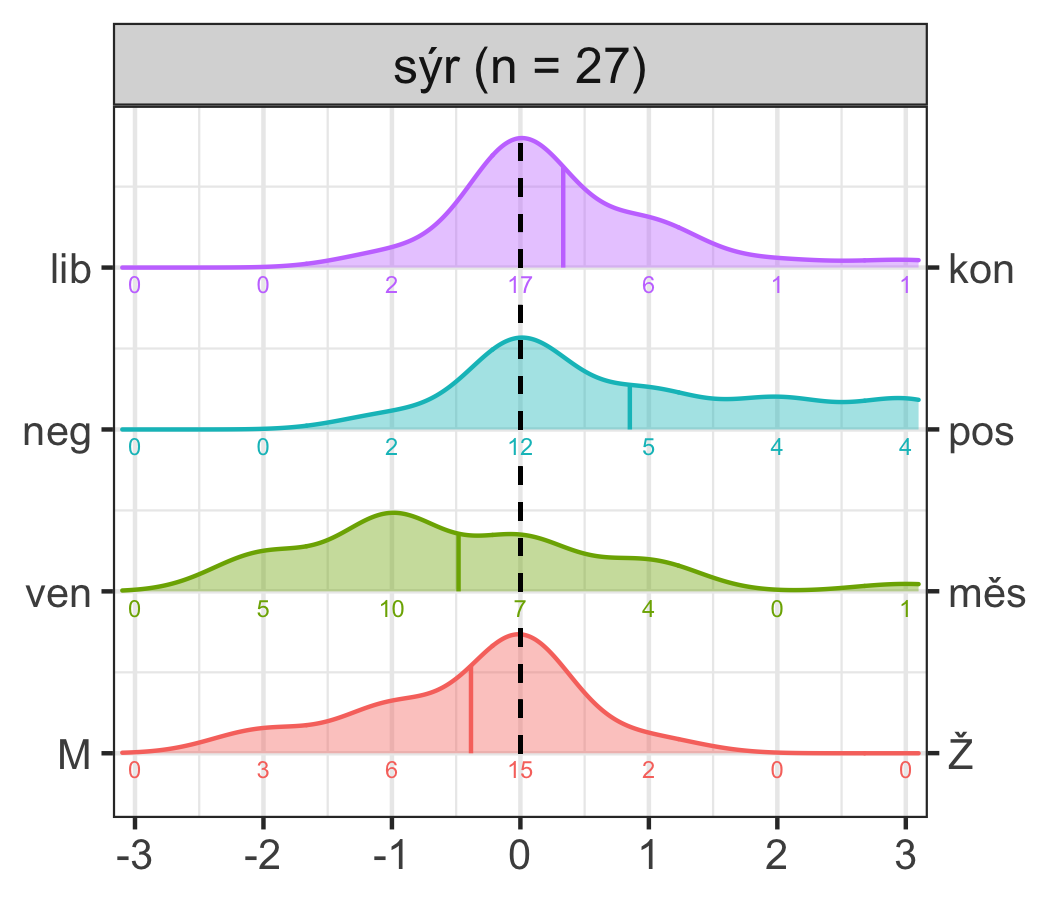 sýr (n = 27)
lib kon
0 0 2 17 6 1 1
neg pos
0 0 2 12 5 4 4
ven měs
0 5 10 7 4 0 1
M Ž
0 3 6 15 2 0 0
-3 -2 -1 0 1 2 3